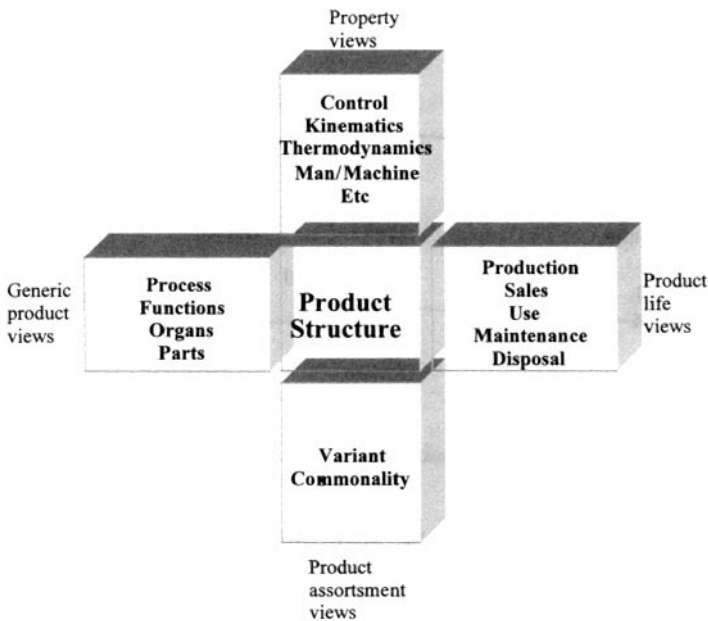 Property
views
Control
Kinematics
Thermodynamics
Man/Machine
Etc
Generic
product
views
Process
Functions
Organs
Parts
Product
Structure
Production
Sales
Use
Maintenance
Disposal
Product
life
views
Variant
Commonality
Product
assortsment
views